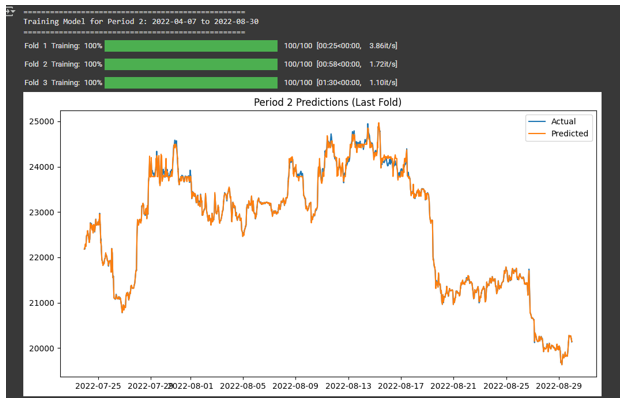 ==================================================
Training Model for Period 2: 2022-04-07 to 2022-08-30
==================================================
Fold 1 Training: 100% 100/100 [00:25<00:00, 3.86it/s]
Fold 2 Training: 100% 100/100 [00:58<00:00, 1.72it/s]
Fold 3 Training: 100% 100/100 [01:30<00:00, 1.10it/s]
Period 2 Predictions (Last Fold)
Actual
Predicted
25000
24000
23000
22000
21000
20000
2022-07-25 2022-07-29 2022-08-01 2022-08-05 2022-08-09 2022-08-13 2022-08-17 2022-08-21 2022-08-25 2022-08-29